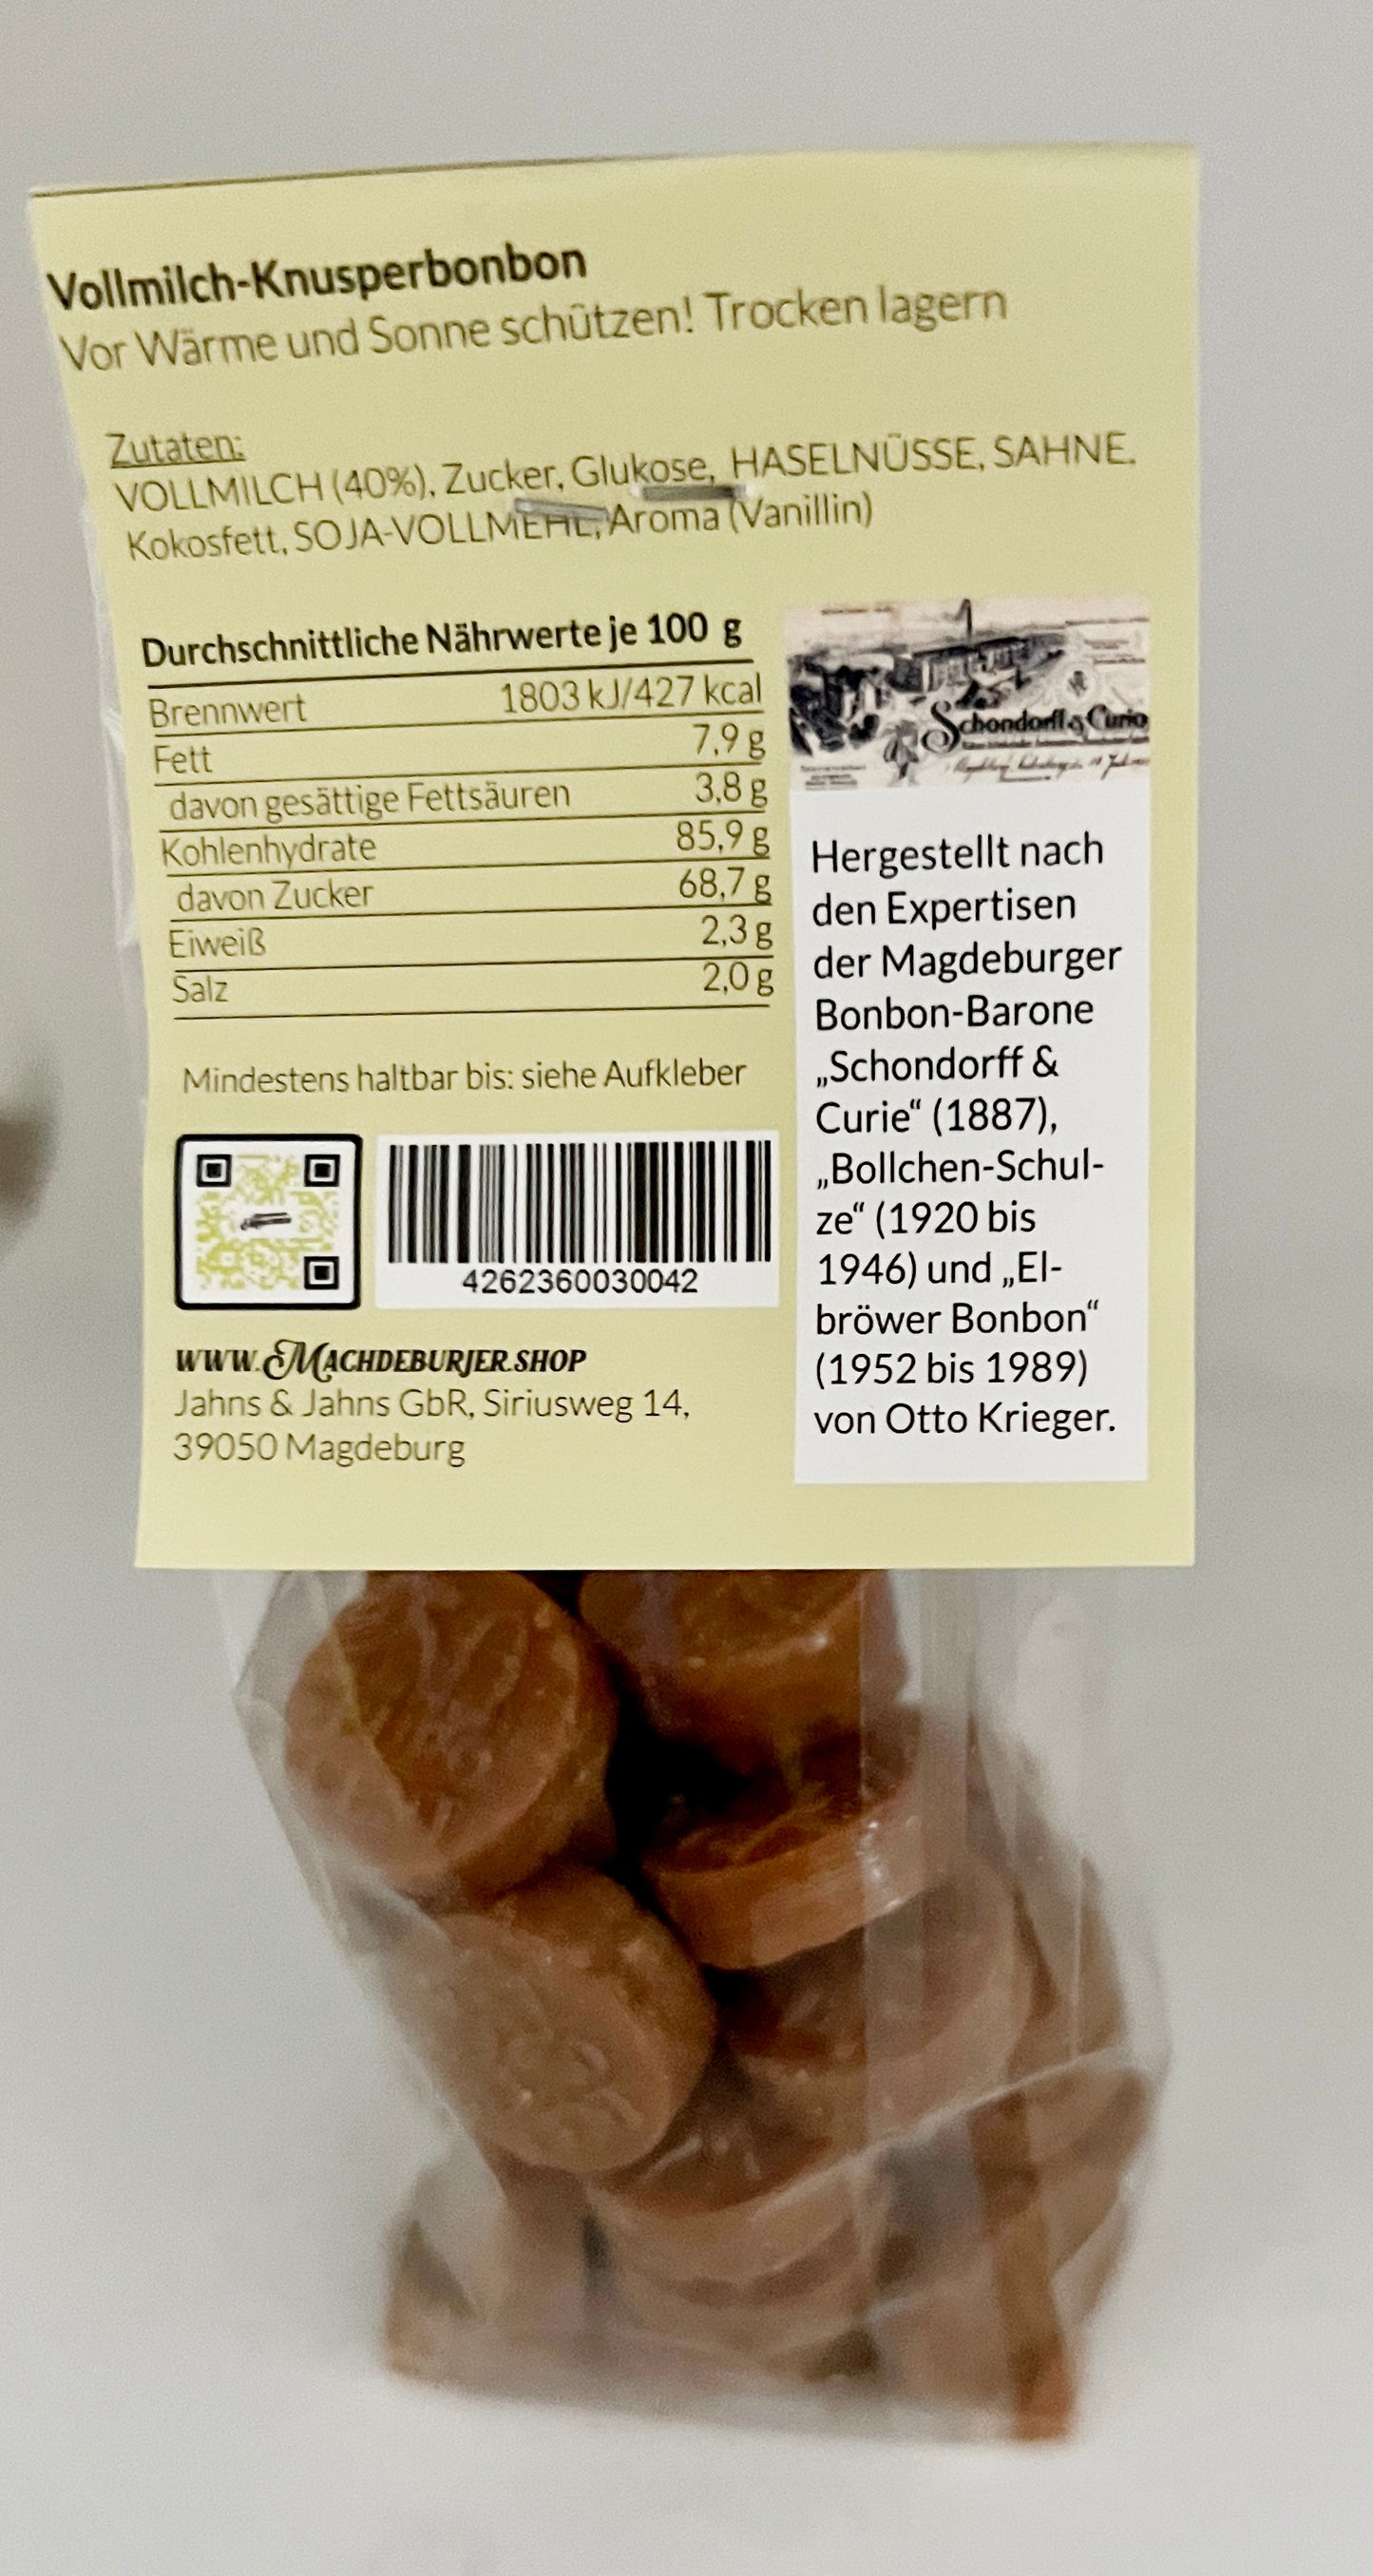 Vollmilch-Knusperbonbon
Vor Wärme und Sonne schützen! Trocken lagern
Zutaten:
VOLLMILCH (40%), Zucker, Glukose, HASELNÜSSE, SAHNE,
Kokosfett, SOJA-VOLLMEHL, Aroma (Vanillin)
Durchschnittliche Nährwerte je 100 g
Brennwert 1803 kJ/427 kcal
Fett 7,9 g
davon gesättige Fettsäuren 3,8 g
Kohlenhydrate 85,9 g
davon Zucker 68,7 g
Eiweiß 2,3 g
Salz 2,0 g
Mindestens haltbar bis: siehe Aufkleber
4262360030042
www.Machdeburjer.shop
Jahns & Jahns GbR, Siriusweg 14,
39050 Magdeburg
Schondorff & Curio
Hergestellt nach
den Expertisen
der Magdeburger
Bonbon-Barone
„Schondorff &
Curie“ (1887),
„Bollchen-Schul-
ze“ (1920 bis
1946) und „El-
bröwer Bonbon“
(1952 bis 1989)
von Otto Krieger.